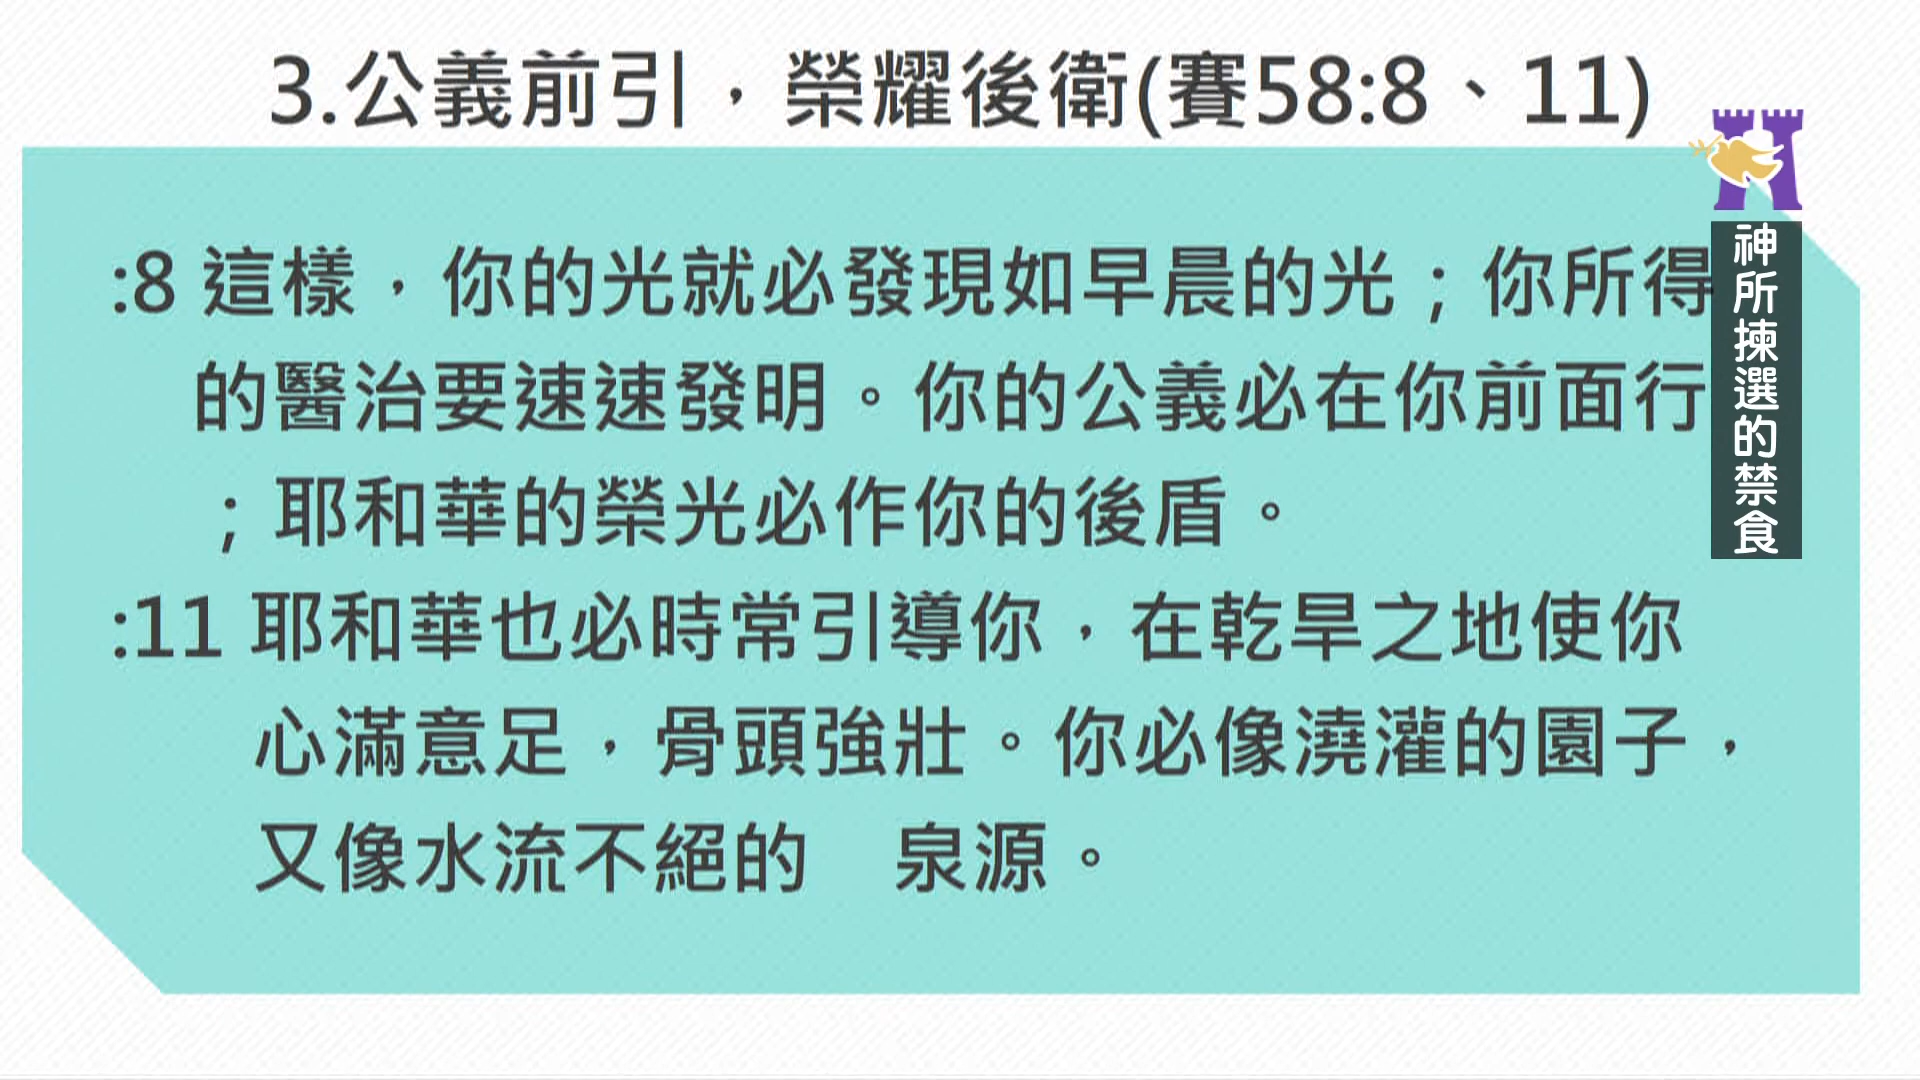 3.公義前引，榮耀後衛(賽58:8、11)
:8 這樣，你的光就必發現如早晨的光；你所得
的醫治要速速發明。你的公義必在你前面行
；耶和華的榮光必作你的後盾。
:11 耶和華也必時常引導你，在乾旱之地使你
心滿意足，骨頭強壯。你必像澆灌的園子，
又像水流不絕的　泉源。
神所揀選的禁食